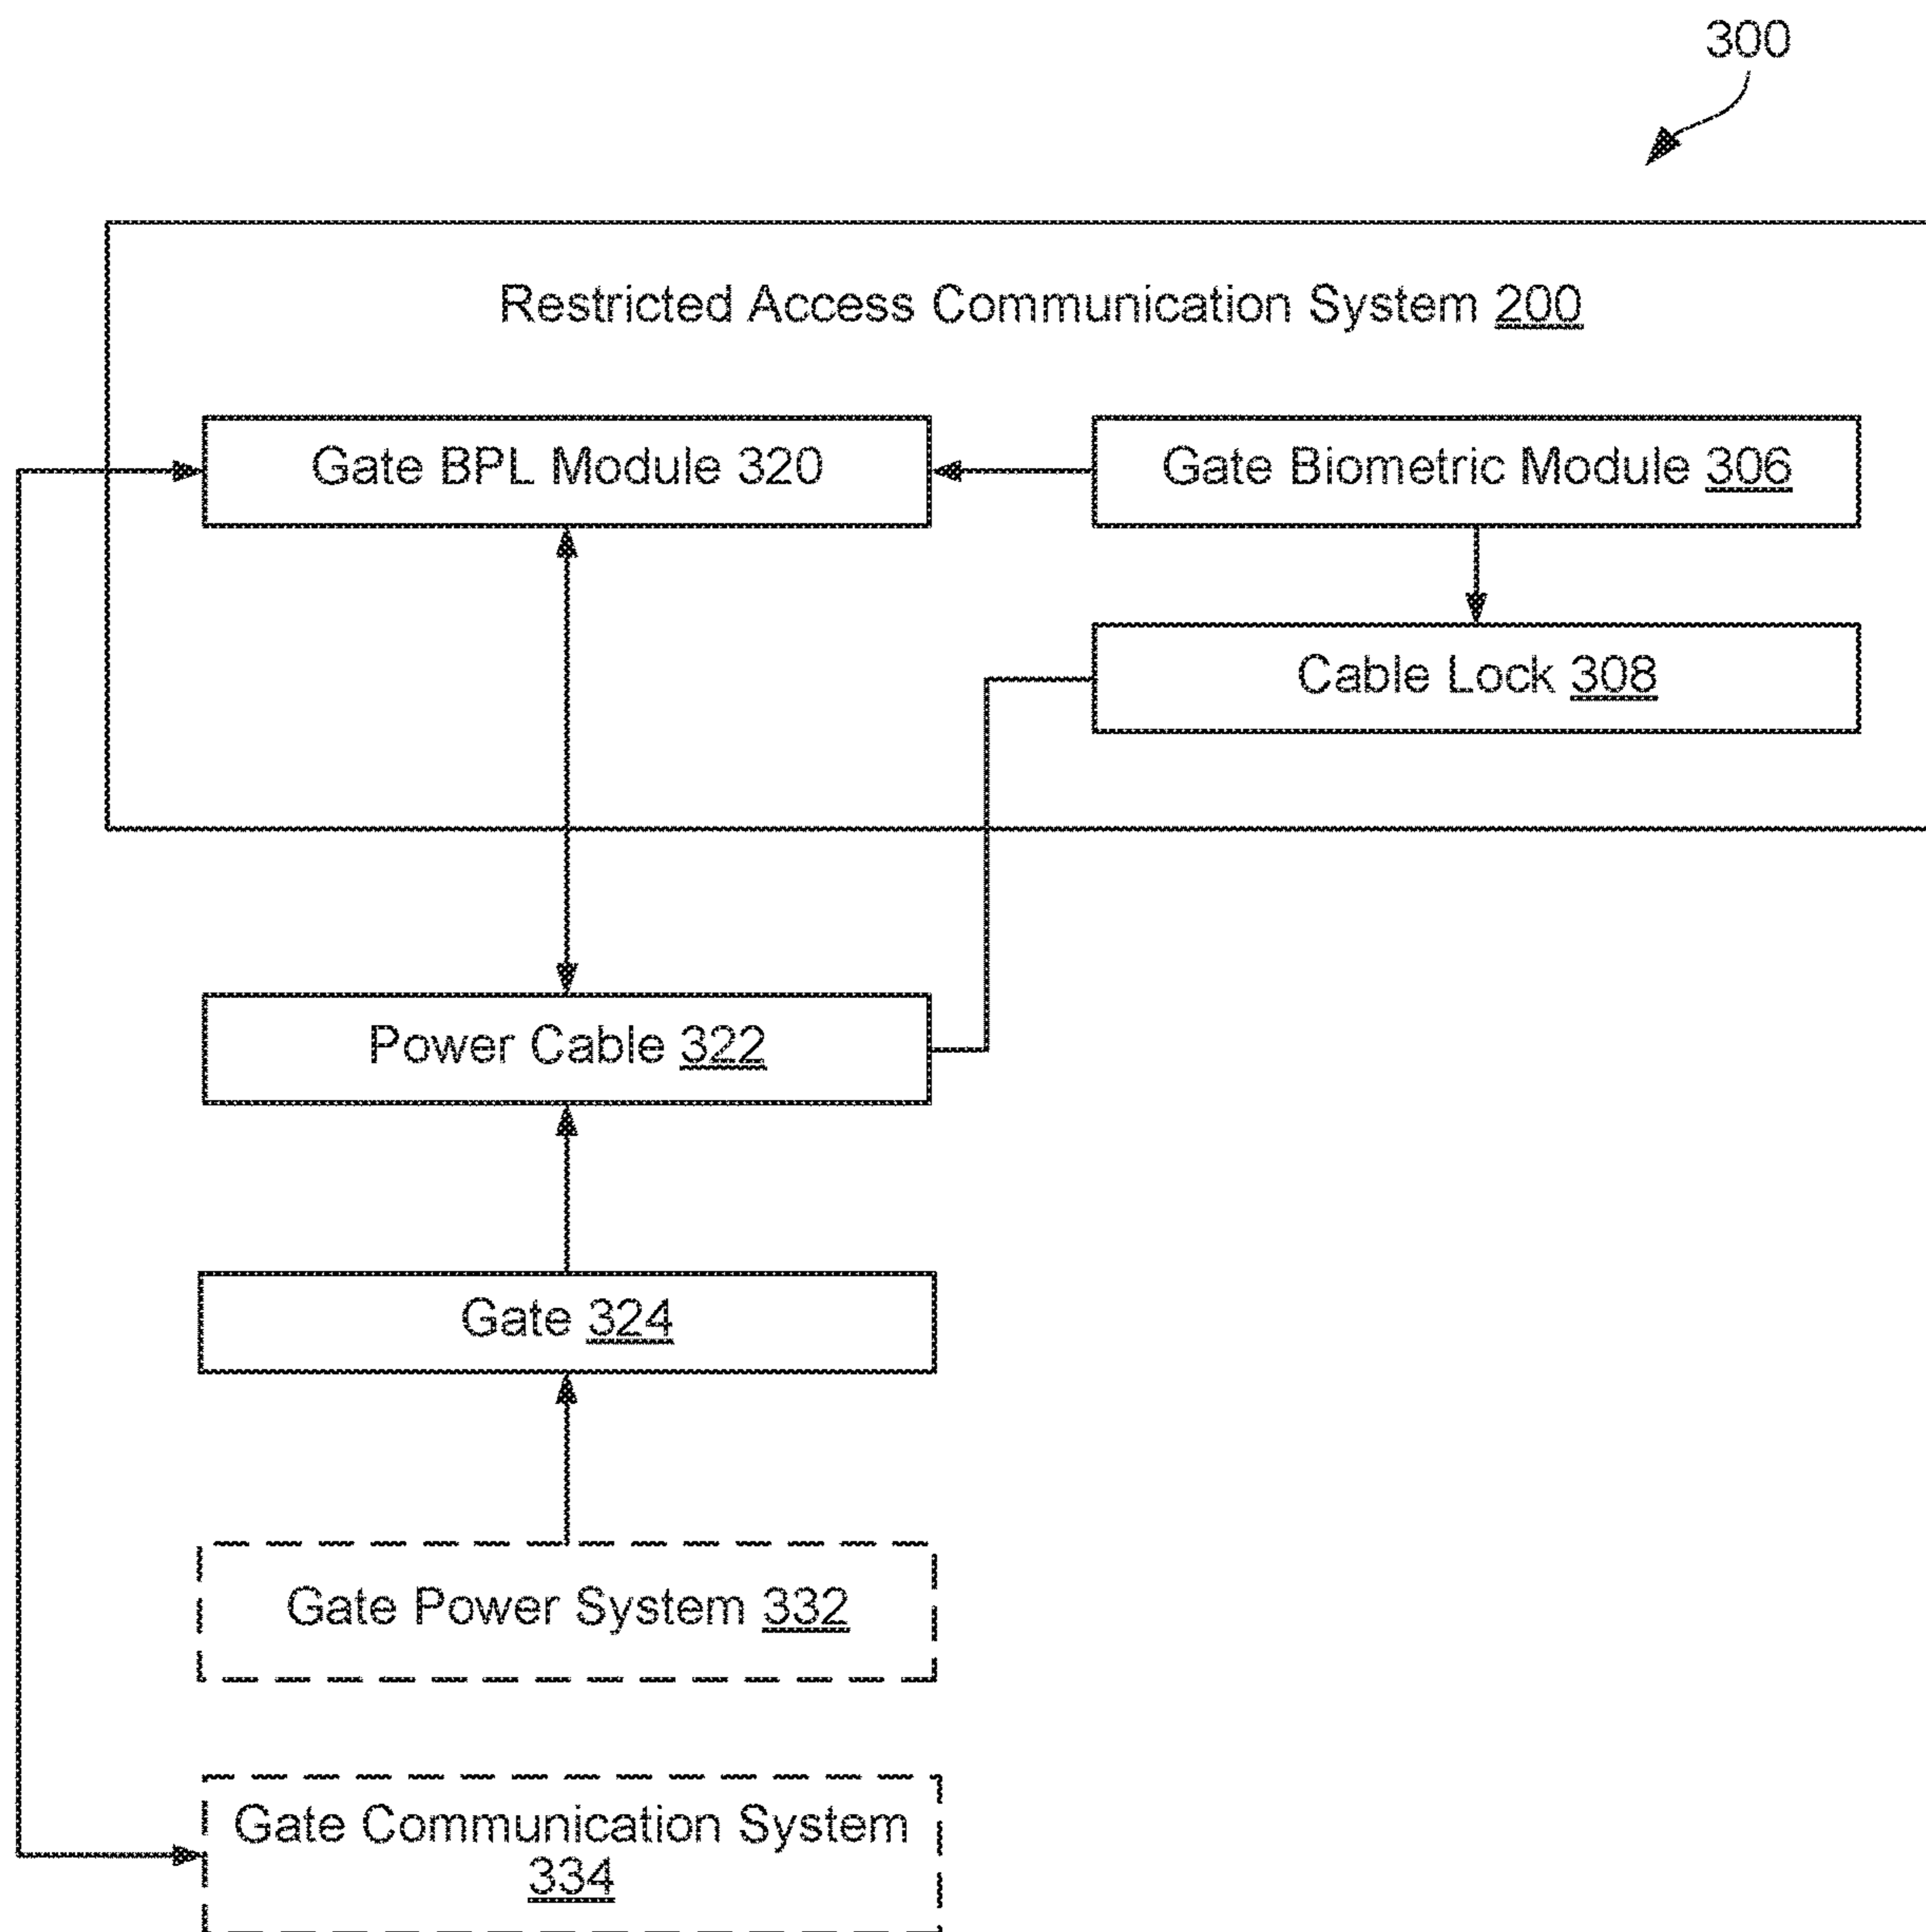 300
Restricted Access Communication System 200
Gate BPL Module 320
Gate Biometric Module 306
Cable Lock 308
Power Cable 322
Gate 324
Gate Power System 332
Gate Communication System
334